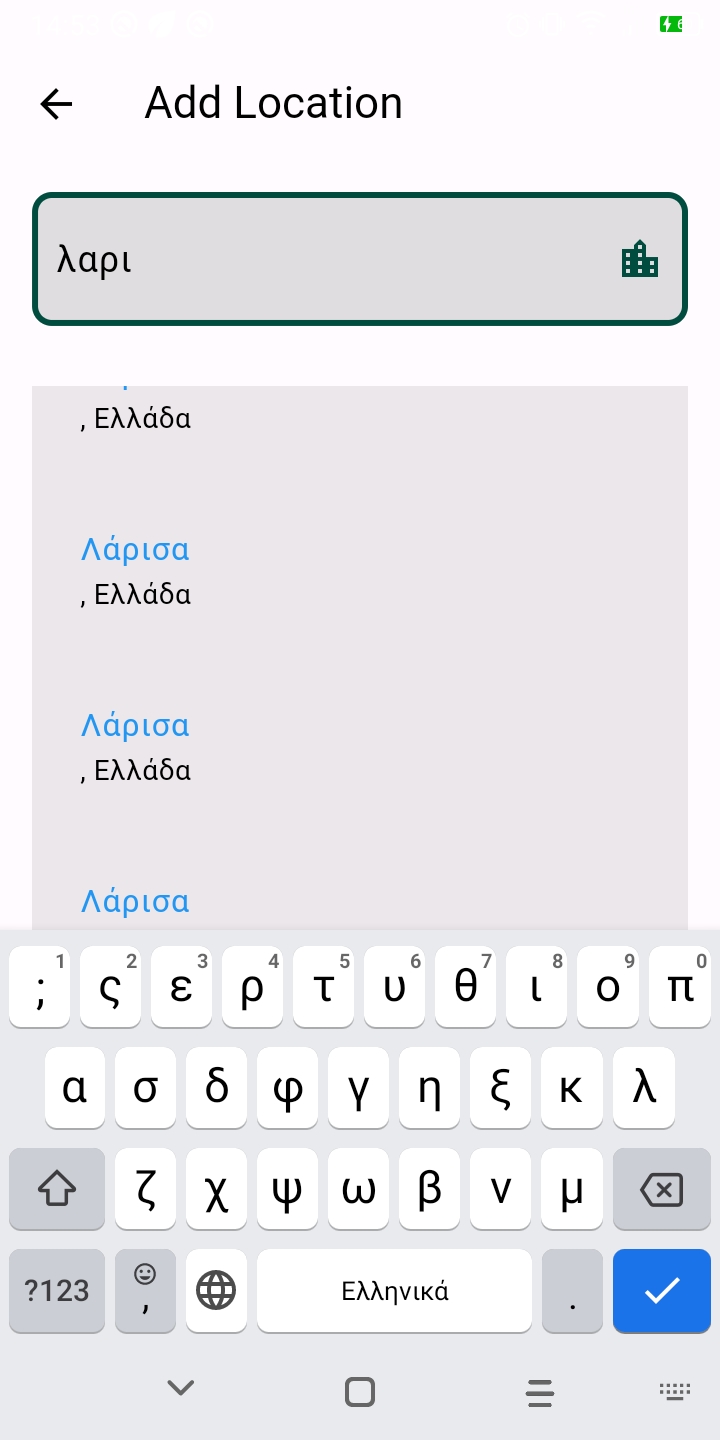 Add Location
λαρι
, Ελλάδα
Λάρισα
, Ελλάδα
Λάρισα
, Ελλάδα
Λάρισα
; 1 ς 2 ε 3 ρ 4 τ 5 υ 6 θ 7 ι 8 ο 9 π 0
α σ δ φ γ η ξ κ λ
ζ χ ψ ω β ν μ
?123 , Ελληνικά .